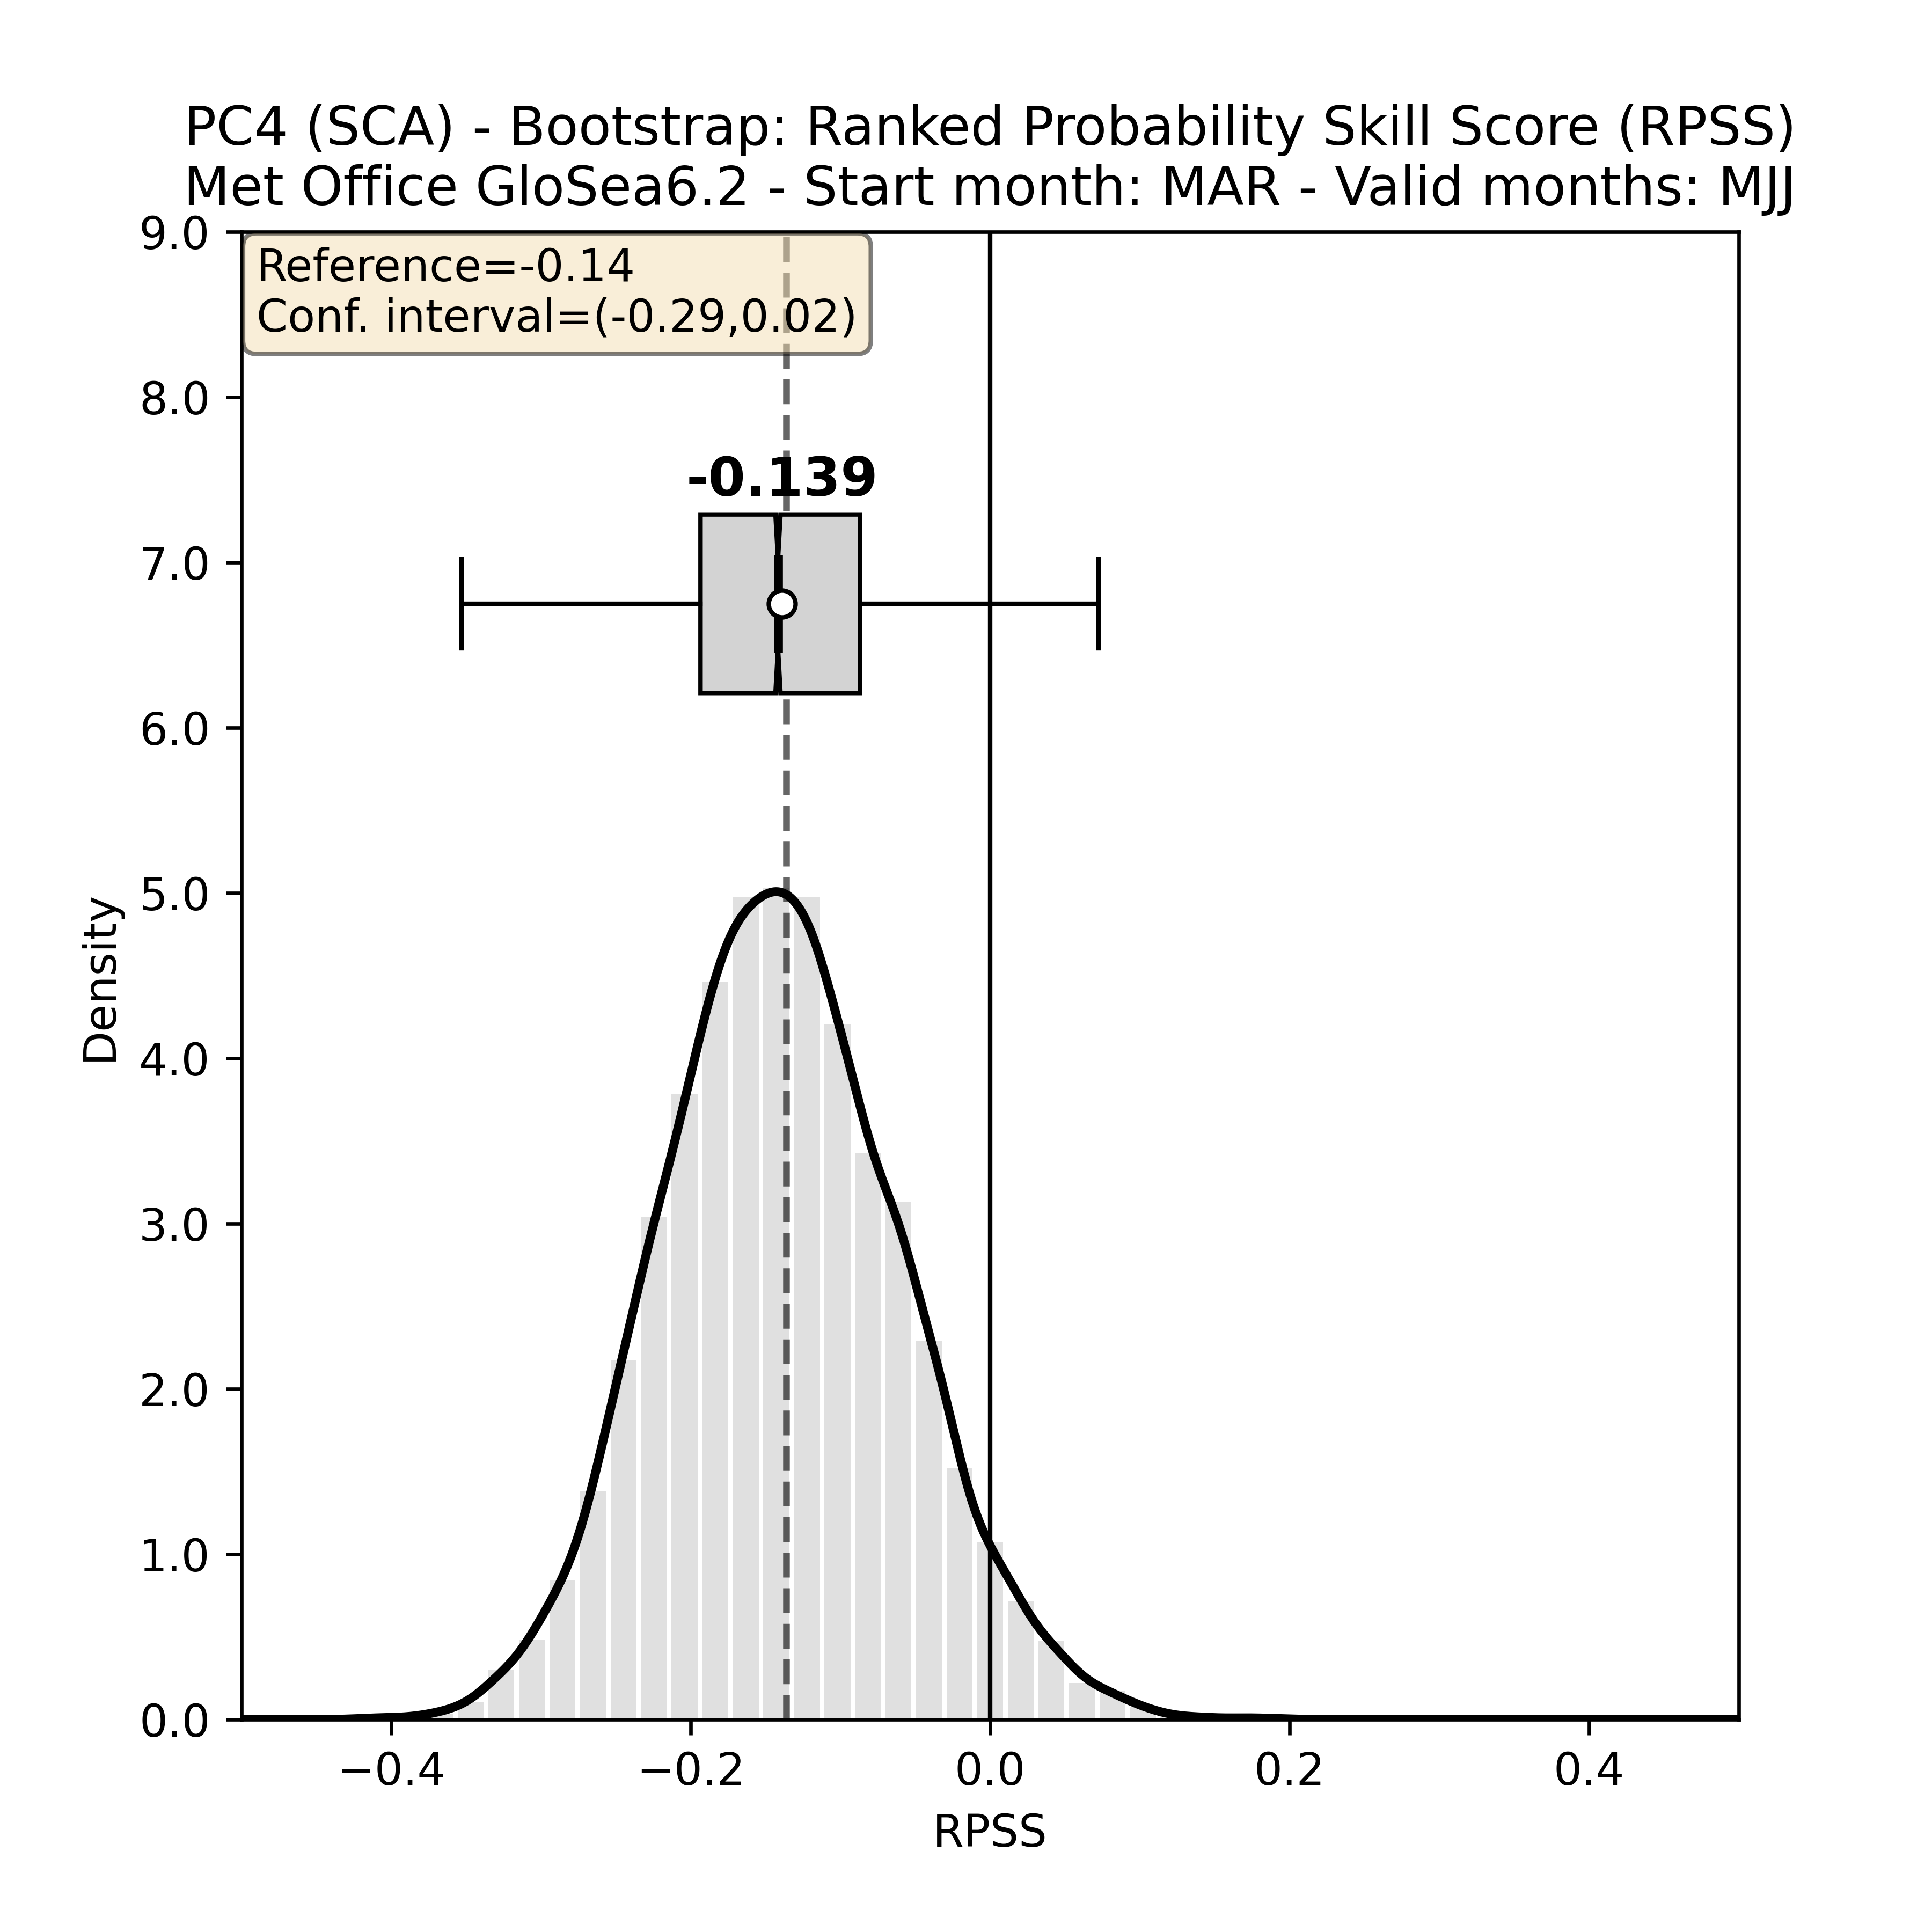 PC4 (SCA) - Bootstrap: Ranked Probability Skill Score (RPSS)
Met Office GloSea6.2 - Start month: MAR - Valid months: MJJ
9.0
Reference=-0.14
Conf. interval=(-0.29,0.02)
8.0
-0.139
7.0
6.0
5.0
Density
4.0
3.0
2.0
1.0
0.0
−0.4 −0.2 0.0 0.2 0.4
RPSS